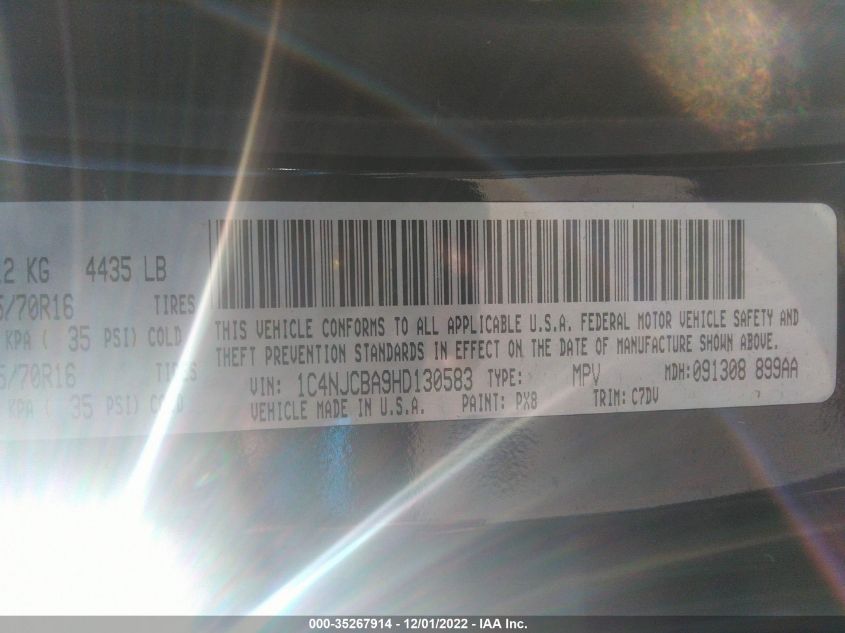 2 KG 4435 LB
5/70R16 TIRES
KPA ( 35 PSI) COLD
5/70R16
KPA ( 35 PSI) COLD
THIS VEHICLE CONFORMS TO ALL APPLICABLE U.S.A. FEDERAL MOTOR VEHICLE SAFETY AND
THEFT PREVENTION STANDARDS IN EFFECT ON THE DATE OF MANUFACTURE SHOWN ABOVE.
VIN: 1C4NJCBA9HD130583 TYPE: MPV MDH: 091308 899AA
VEHICLE MADE IN U.S.A. PAINT: PX8 TRIM: C7DV
000-35267914 - 12/01/2022 - IAA Inc.